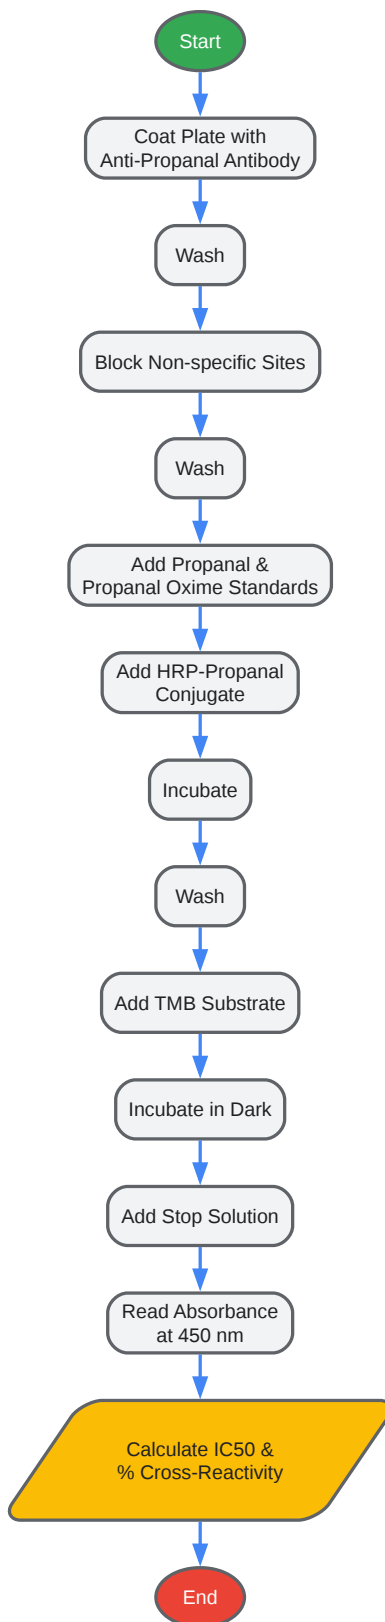 Start
Coat Plate with
Anti-Propanal Antibody
Wash
Block Non-specific Sites
Wash
Add Propanal &
Propanal Oxime Standards
Add HRP-Propanal
Conjugate
Incubate
Wash
Add TMB Substrate
Incubate in Dark
Add Stop Solution
Read Absorbance
at 450 nm
Calculate IC50 &
% Cross-Reactivity
End